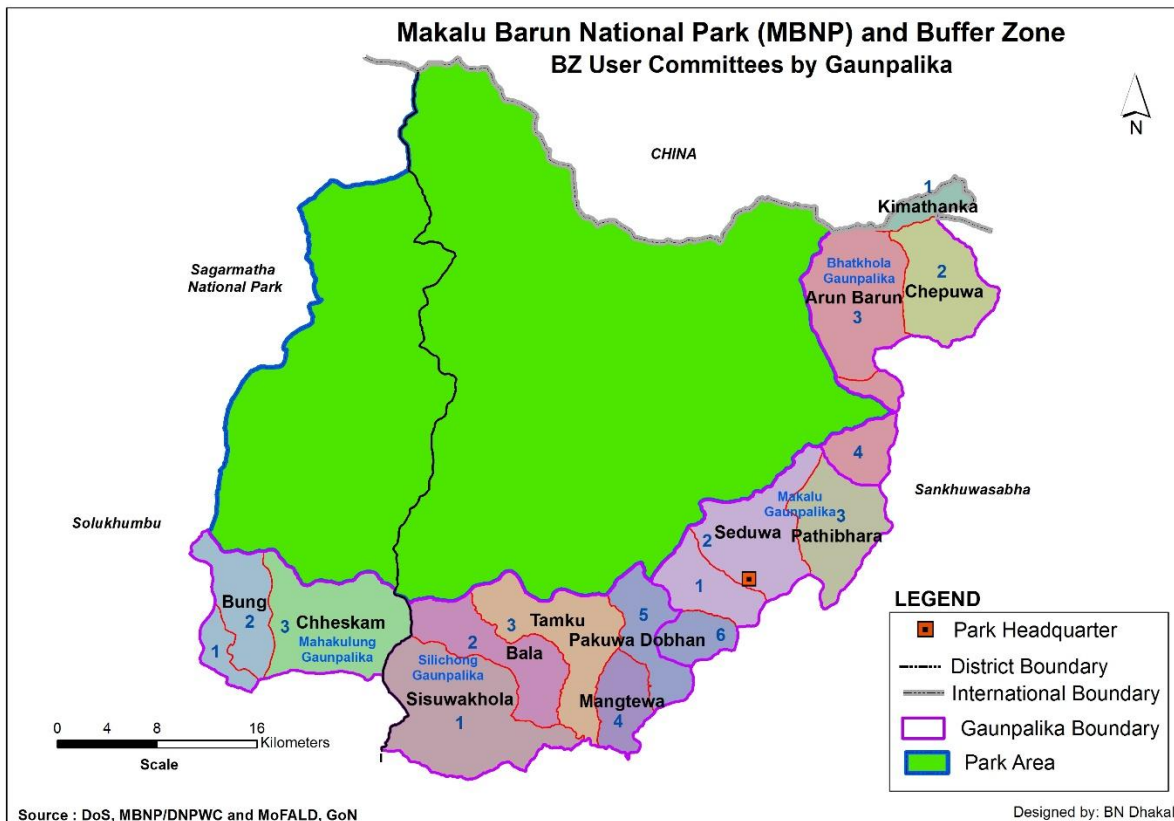 Makalu Barun National Park (MBNP) and Buffer Zone
BZ User Committees by Gaunpalika
N
CHINA
1
Kimathanka
Sagarmatha
National Park
Bhatkhola
Gaunpalika
2
Chepuwa
Arun Barun
3
4
Sankhuwasabha
Makalu
Gaunpalika
3
Pathibhara
Solukhumbu
2
Seduwa
1
Bung
2
3
Chheskam
Mahakulung
Gaunpalika
1
3
Tamku
5
Pakuwa Dobhan
6
2
Bala
Silichong
Gaunpalika
Sisuwakhola
1
Mangtewa
4
LEGEND
Park Headquarter
District Boundary
International Boundary
Gaunpalika Boundary
Park Area
0 4 8 16
Kilometers
Scale
Source : DoS, MBNP/DNPWC and MoFALD, GoN
Designed by: BN Dhakal